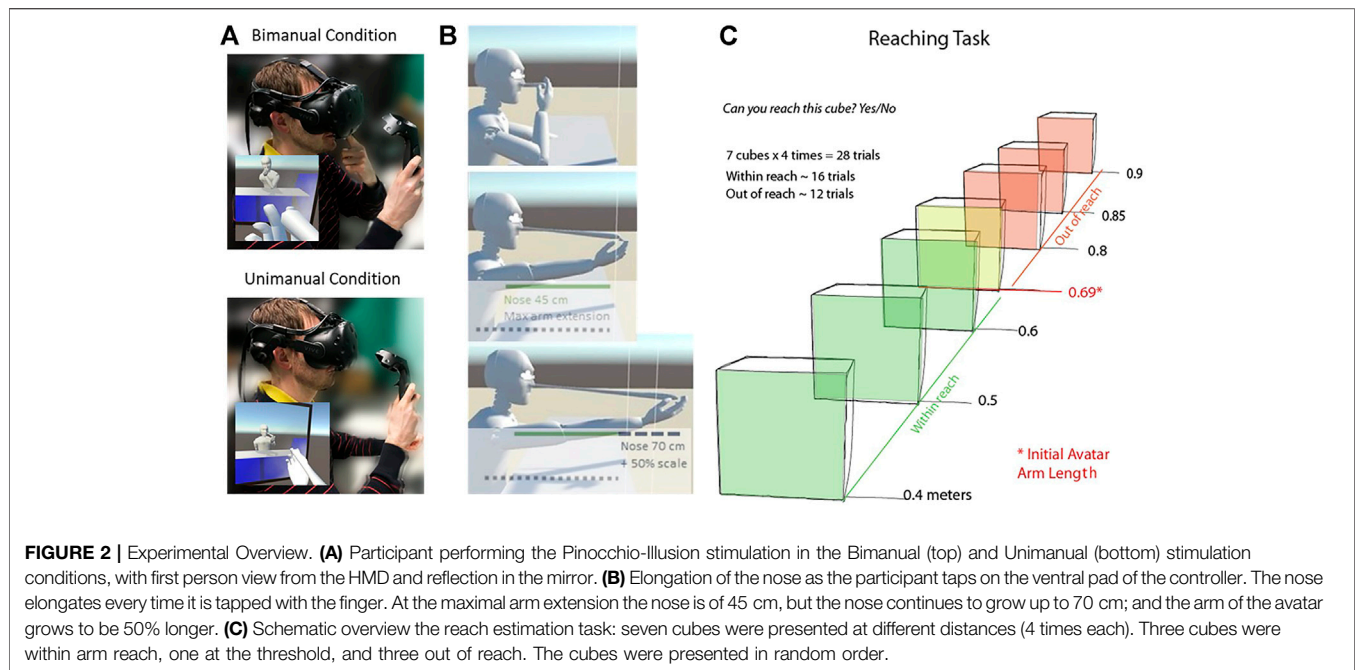 A
Bimanual Condition
Unimanual Condition
B
Nose 45 cm
Max arm extension
Nose 70 cm
+ 50% scale
C
Reaching Task
Can you reach this cube? Yes/No
7 cubes x 4 times = 28 trials
Within reach ~ 16 trials
Out of reach ~ 12 trials
0.9
0.85
Out of reach
0.8
0.69*
0.6
Within reach
0.5
* Initial Avatar
Arm Length
0.4 meters
FIGURE 2 | Experimental Overview. (A) Participant performing the Pinocchio-Illusion stimulation in the Bimanual (top) and Unimanual (bottom) stimulation
conditions, with first person view from the HMD and reflection in the mirror. (B) Elongation of the nose as the participant taps on the ventral pad of the controller. The nose
elongates every time it is tapped with the finger. At the maximal arm extension the nose is of 45 cm, but the nose continues to grow up to 70 cm; and the arm of the avatar
grows to be 50% longer. (C) Schematic overview the reach estimation task: seven cubes were presented at different distances (4 times each). Three cubes were
within arm reach, one at the threshold, and three out of reach. The cubes were presented in random order.